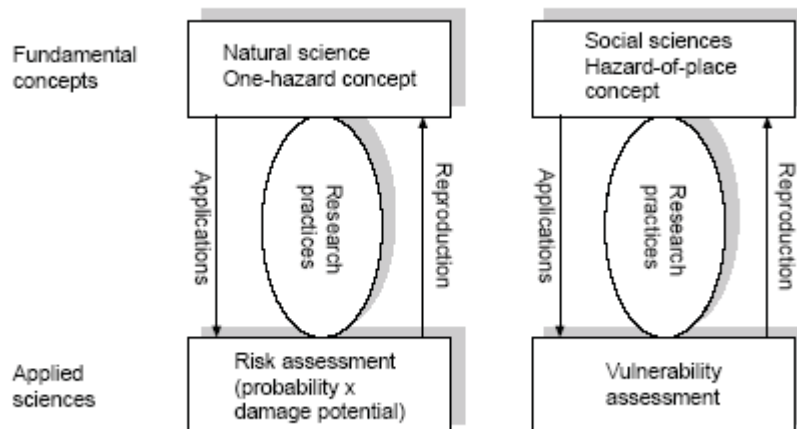 Fundamental
concepts
Natural science
One-hazard concept
Social sciences
Hazard-of-place
concept
Applications
Research
practices
Reproduction
Applications
Research
practices
Reproduction
Applied
sciences
Risk assessment
(probability x
damage potential)
Vulnerability
assessment